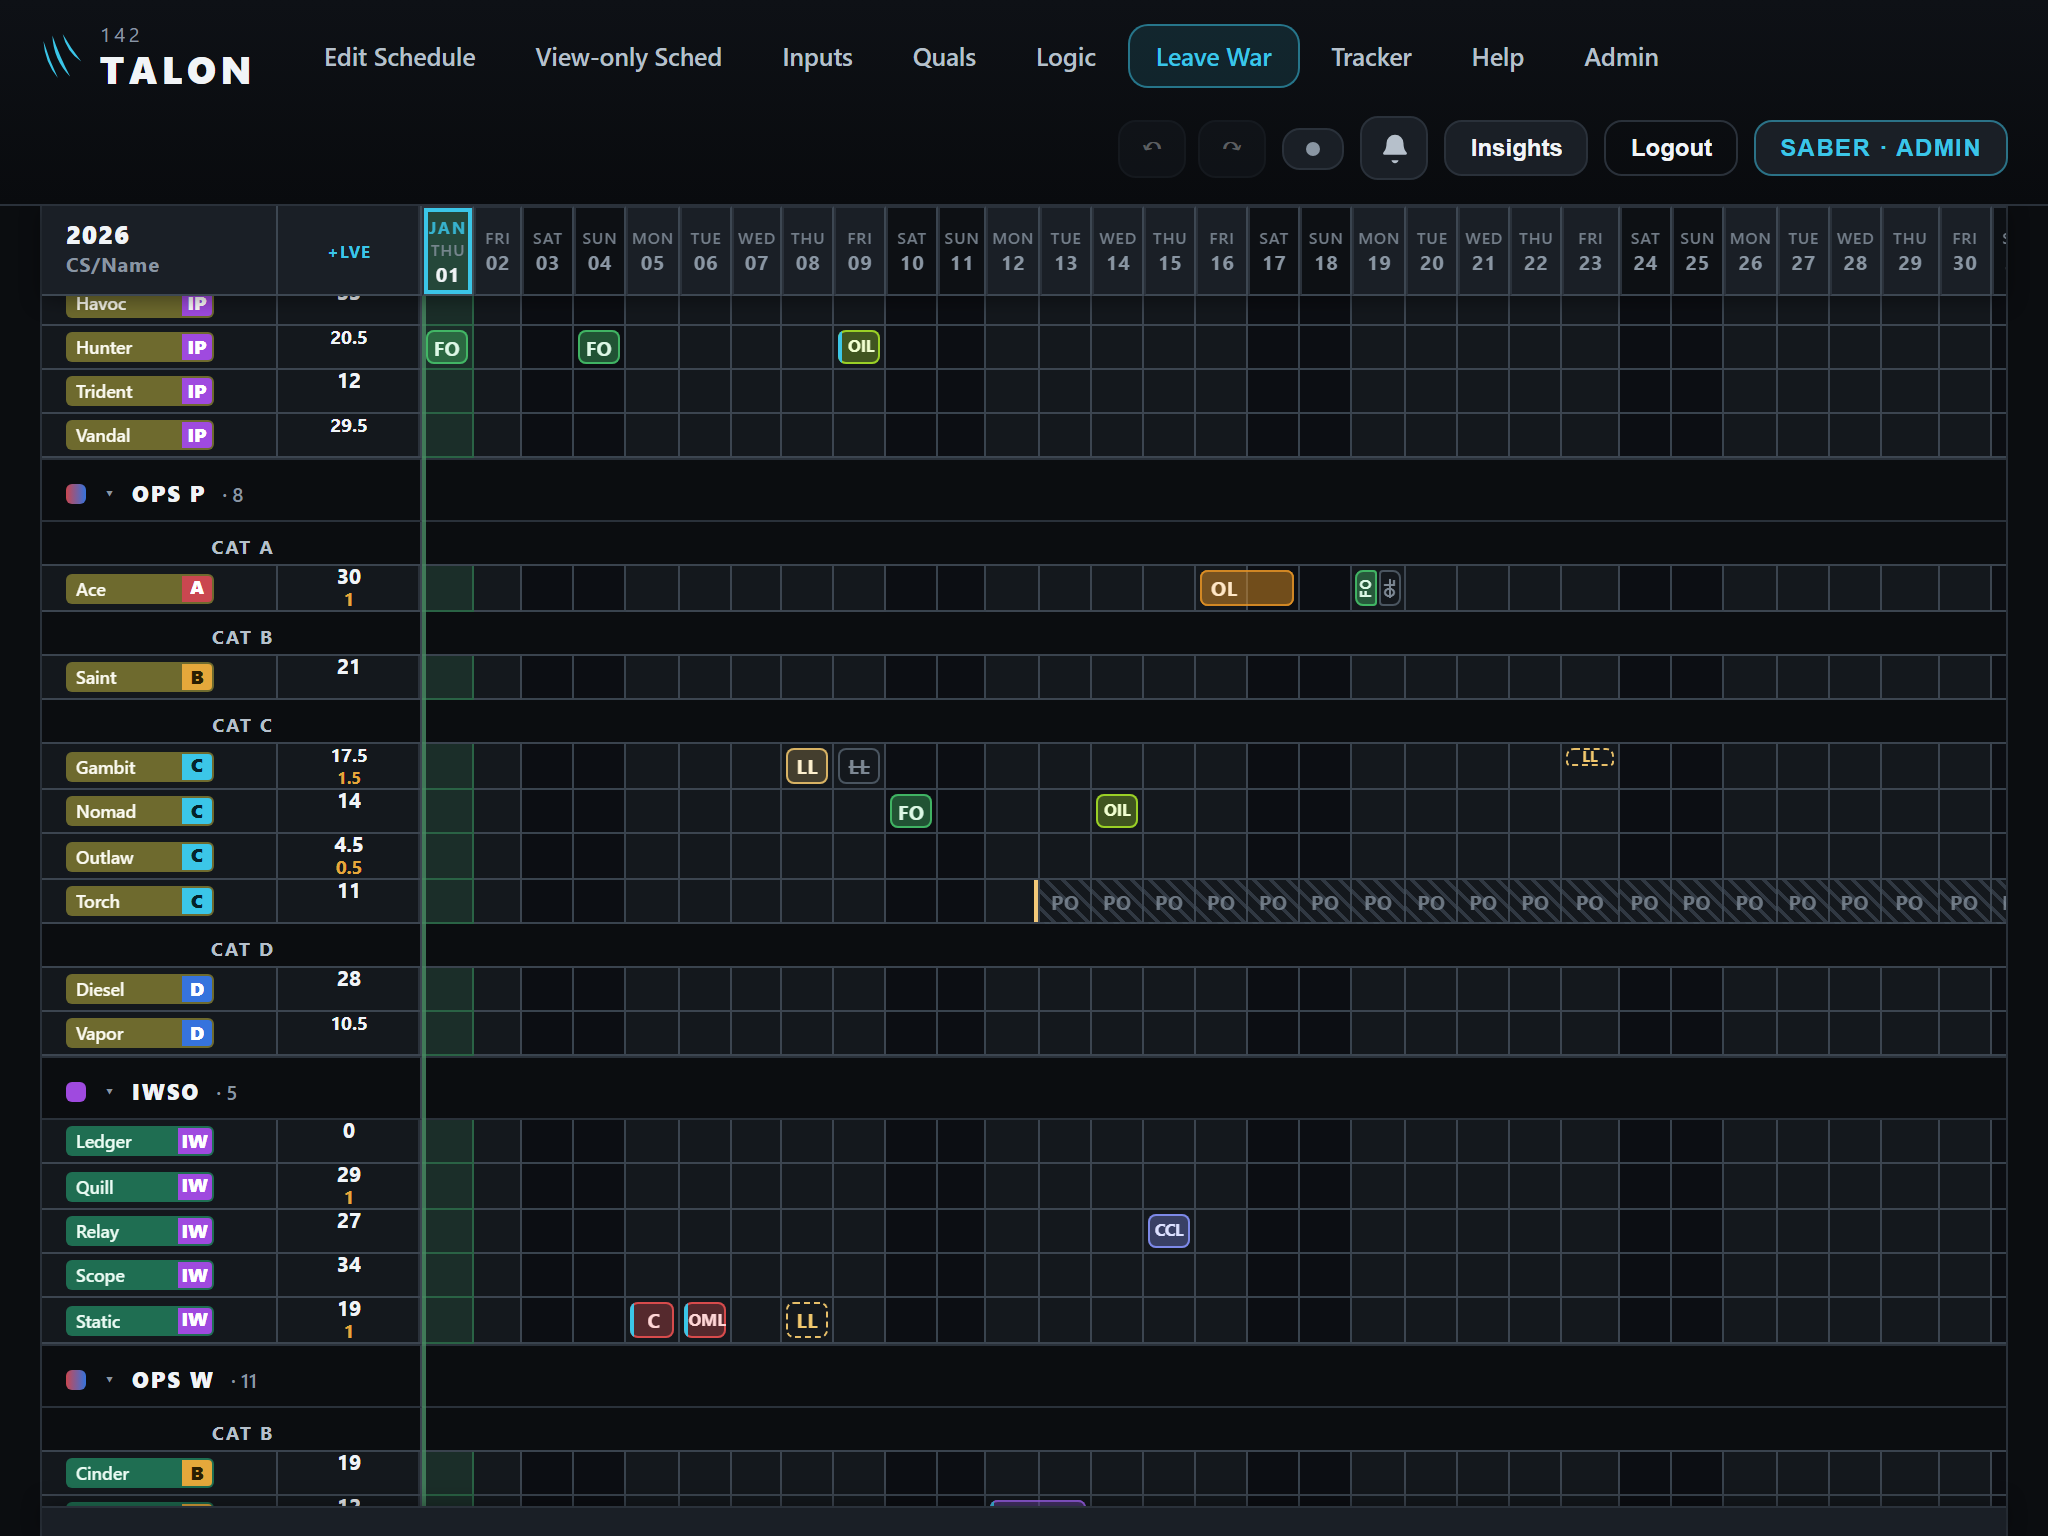 142
TALON
Edit Schedule View-only Sched Inputs Quals Logic Leave War Tracker Help Admin
Insights Logout SABER · ADMIN
2026
CS/Name
+LVE
JAN THU 01 FRI 02 SAT 03 SUN 04 MON 05 TUE 06 WED 07 THU 08 FRI 09 SAT 10 SUN 11 MON 12 TUE 13 WED 14 THU 15 FRI 16 SAT 17 SUN 18 MON 19 TUE 20 WED 21 THU 22 FRI 23 SAT 24 SUN 25 MON 26 TUE 27 WED 28 THU 29 FRI 30
Havoc IP
Hunter IP 20.5 FO FO OIL
Trident IP 12
Vandal IP 29.5
OPS P · 8
CAT A
Ace A 30 1 OL FO
CAT B
Saint B 21
CAT C
Gambit C 17.5 1.5 LL LL LL
Nomad C 14 FO OIL
Outlaw C 4.5 0.5
Torch C 11 PO PO PO PO PO PO PO PO PO PO PO PO PO PO PO PO PO PO
CAT D
Diesel D 28
Vapor D 10.5
IWSO · 5
Ledger IW 0
Quill IW 29 1
Relay IW 27 CCL
Scope IW 34
Static IW 19 1 C OML LL
OPS W · 11
CAT B
Cinder B 19